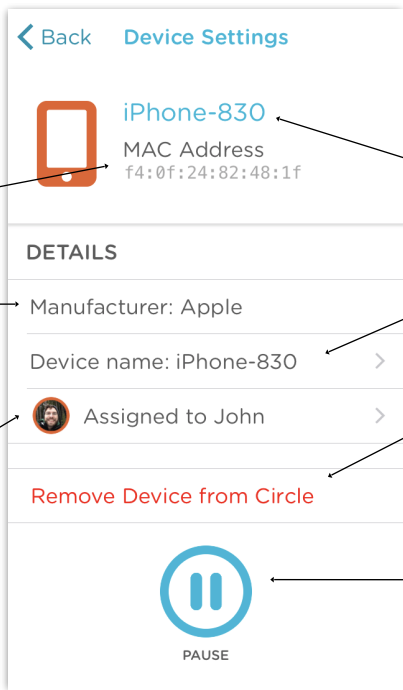 Back Device Settings
iPhone-830
MAC Address
f4:0f:24:82:48:1f
DETAILS
Manufacturer: Apple
Device name: iPhone-830
Assigned to John
Remove Device from Circle
PAUSE